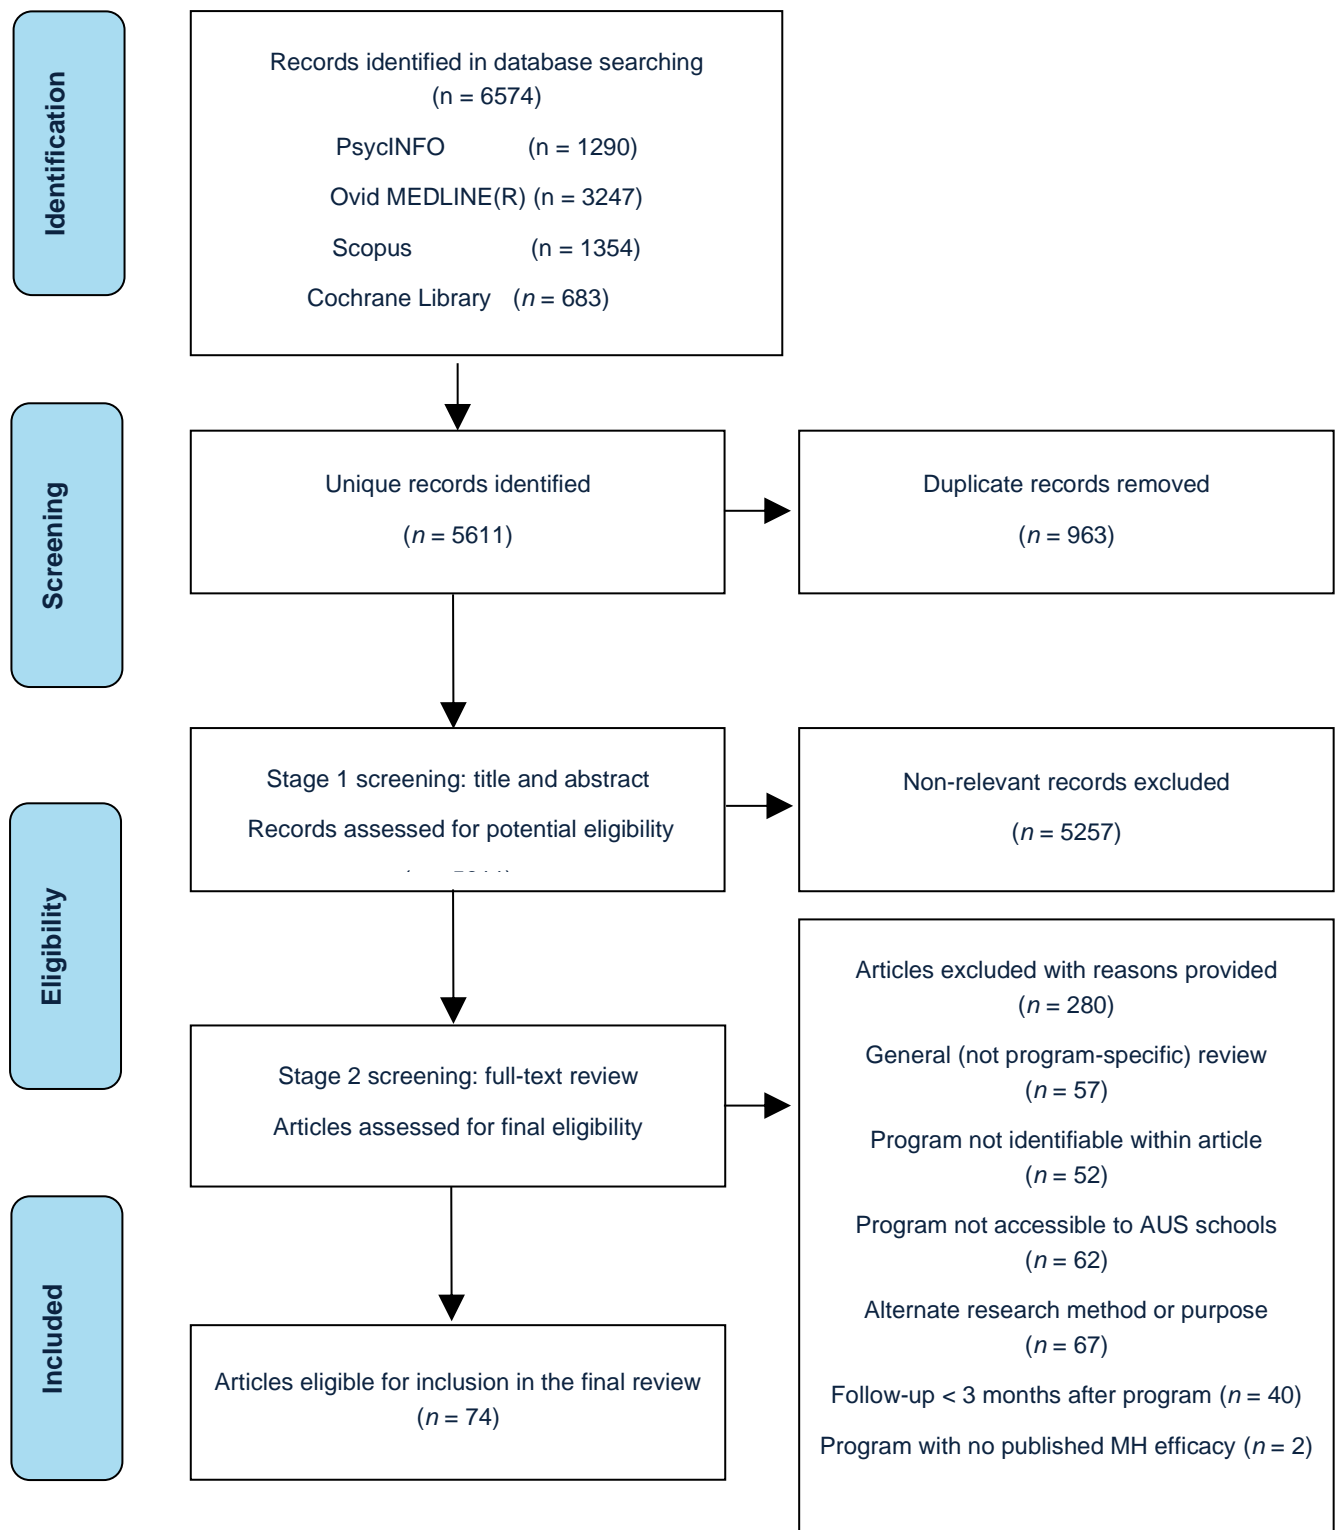 Identification
Records identified in database searching
(n = 6574)
PsycINFO (n = 1290)
Ovid MEDLINE(R) (n = 3247)
Scopus (n = 1354)
Cochrane Library (n = 683)
Screening
Unique records identified
(n = 5611)
Duplicate records removed
(n = 963)
Eligibility
Stage 1 screening: title and abstract
Records assessed for potential eligibility
Non-relevant records excluded
(n = 5257)
Stage 2 screening: full-text review
Articles assessed for final eligibility
Articles excluded with reasons provided
(n = 280)
General (not program-specific) review
(n = 57)
Program not identifiable within article
(n = 52)
Program not accessible to AUS schools
(n = 62)
Alternate research method or purpose
(n = 67)
Follow-up < 3 months after program (n = 40)
Program with no published MH efficacy (n = 2)
Included
Articles eligible for inclusion in the final review
(n = 74)